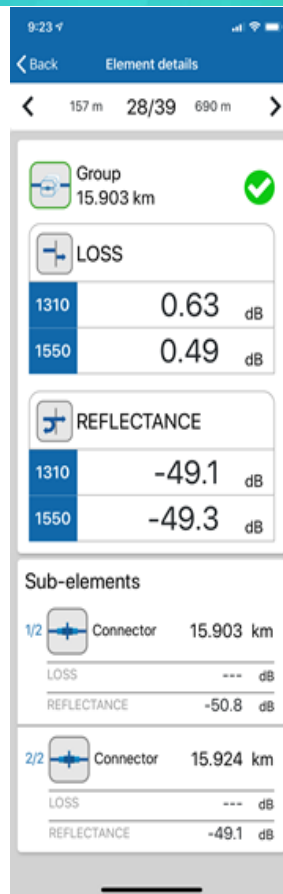 9:23
Back Element details
157 m 28/39 690 m
Group
15.903 km
LOSS
1310 0.63 dB
1550 0.49 dB
REFLECTANCE
1310 -49.1 dB
1550 -49.3 dB
Sub-elements
1/2 Connector 15.903 km
LOSS --- dB
REFLECTANCE -50.8 dB
2/2 Connector 15.924 km
LOSS --- dB
REFLECTANCE -49.1 dB